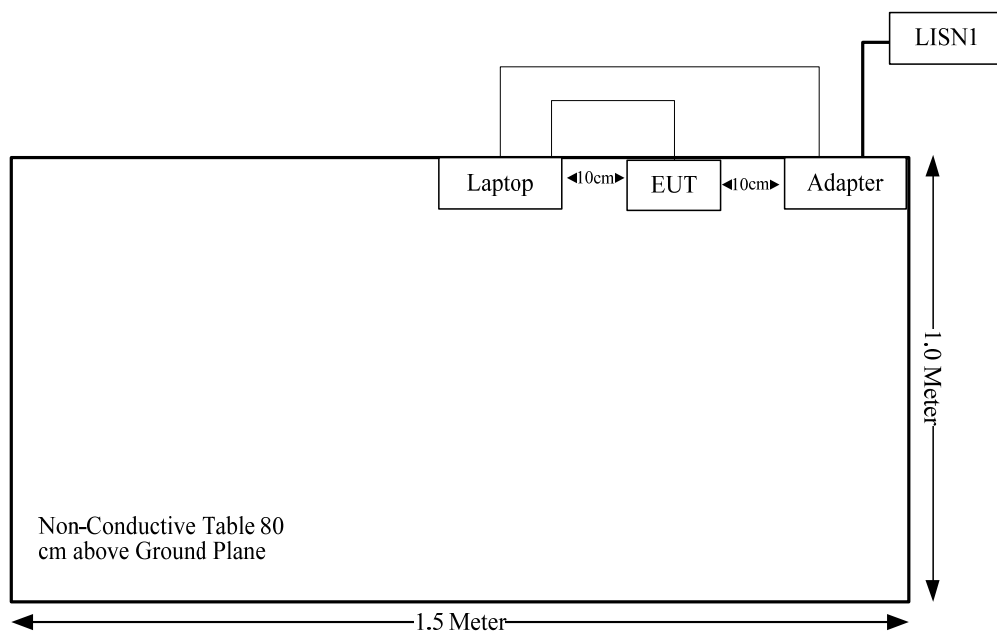 LISN1
Laptop
10cm
EUT
10cm
Adapter
1.0 Meter
Non-Conductive Table 80
cm above Ground Plane
1.5 Meter